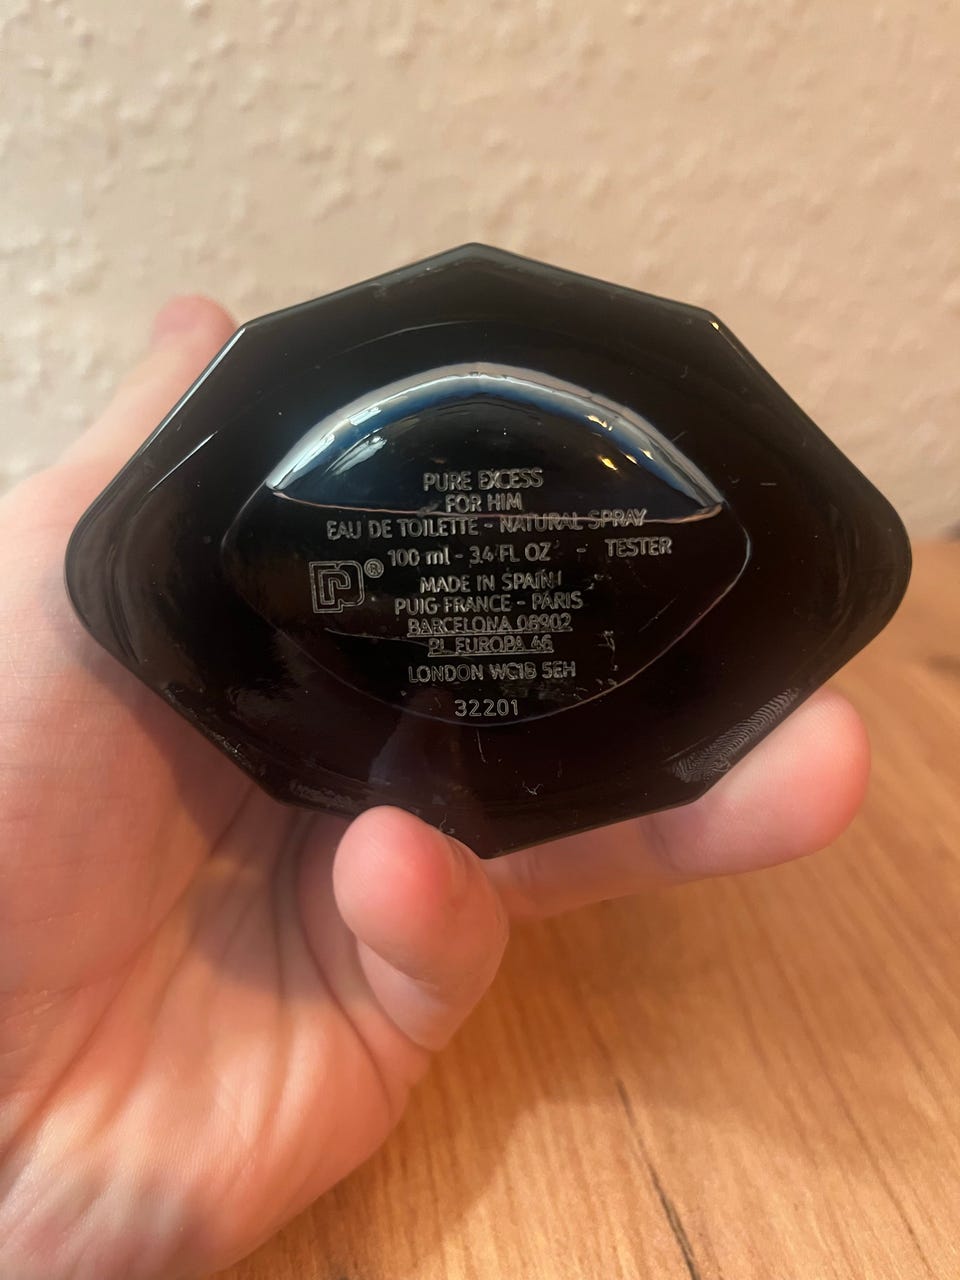 PURE EXCESS
FOR HIM
EAU DE TOILETTE - NATURAL SPRAY
100 ml - 3.4 FL OZ - TESTER
®
MADE IN SPAIN
PUIG FRANCE - PARIS
BARCELONA 08902
PL EUROPA 46
LONDON WC1B 5EH
32201